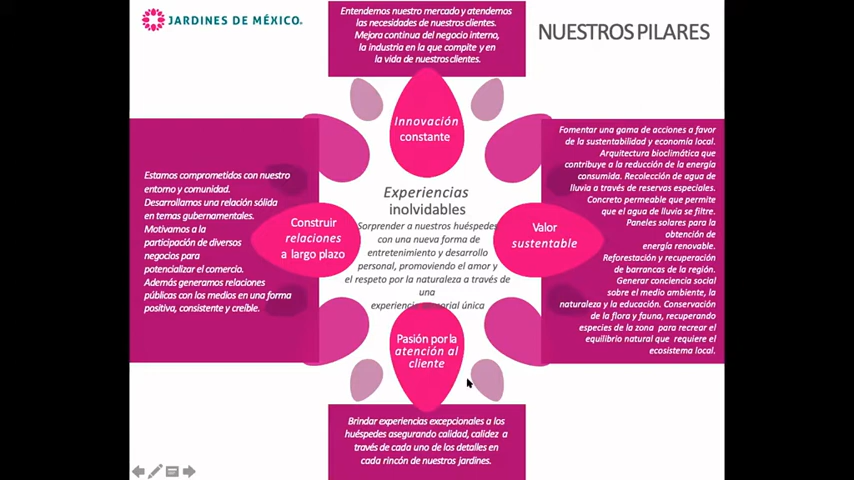 JARDINES DE MÉXICO.
NUESTROS PILARES
Entendemos nuestro mercado y atendemos
las necesidades de nuestros clientes.
Mejora continua del negocio interno,
la industria en la que compite y en
la vida de nuestros clientes.
Innovación
constante
Estamos comprometidos con nuestro
entorno y comunidad.
Desarrollamos una relación sólida
en temas gubernamentales.
Motivamos a la
participación de diversos
negocios para
potencializar el comercio.
Además generamos relaciones
públicas con los medios en una forma
positiva, consistente y creíble.
Construir
relaciones
a largo plazo
Experiencias
inolvidables
Sorprender a nuestros huéspedes
con una nueva forma de
entretenimiento y desarrollo
personal, promoviendo el amor y
el respeto por la naturaleza a través de
una
experiencia sensorial única
Valor
sustentable
Fomentar una gama de acciones a favor
de la sustentabilidad y economía local.
Arquitectura bioclimática que
contribuye a la reducción de la energía
consumida. Recolección de agua de
lluvia a través de reservas especiales.
Concreto permeable que permite
que el agua de lluvia se filtre.
Paneles solares para la
obtención de
energía renovable.
Reforestación y recuperación
de barrancas de la región.
Generar conciencia social
sobre el medio ambiente, la
naturaleza y la educación. Conservación
de la flora y fauna, recuperando
especies de la zona para recrear el
equilibrio natural que requiere el
ecosistema local.
Pasión por la
atención al
cliente
Brindar experiencias excepcionales a los
huéspedes asegurando calidad, calidez a
través de cada uno de los detalles en
cada rincón de nuestros jardines.